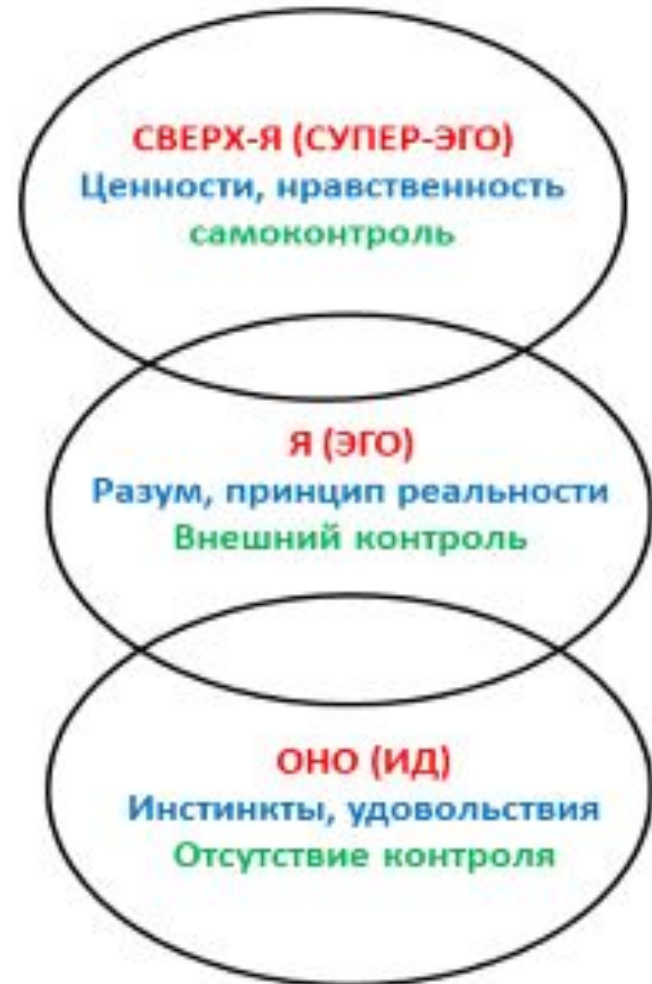 СВЕРХ-Я (СУПЕР-ЭГО)
Ценности, нравственность
самоконтроль
Я (ЭГО)
Разум, принцип реальности
Внешний контроль
ОНО (ИД)
Инстинкты, удовольствия
Отсутствие контроля